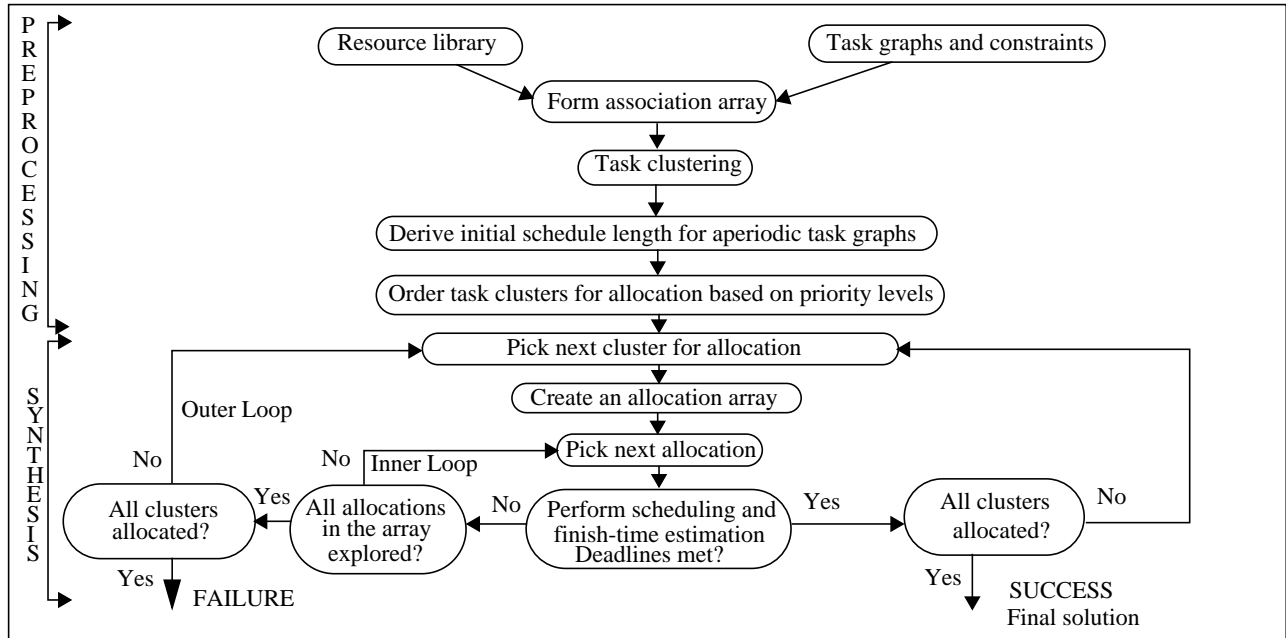 PREPROCESSING
Resource library
Task graphs and constraints
Form association array
Task clustering
Derive initial schedule length for aperiodic task graphs
Order task clusters for allocation based on priority levels
SYNTHESIS
Pick next cluster for allocation
Create an allocation array
Outer Loop
Pick next allocation
No
No
Inner Loop
All clusters
allocated?
Yes
All allocations
in the array
explored?
No
Perform scheduling and
finish-time estimation
Deadlines met?
Yes
All clusters
allocated?
No
Yes
FAILURE
Yes
SUCCESS
Final solution